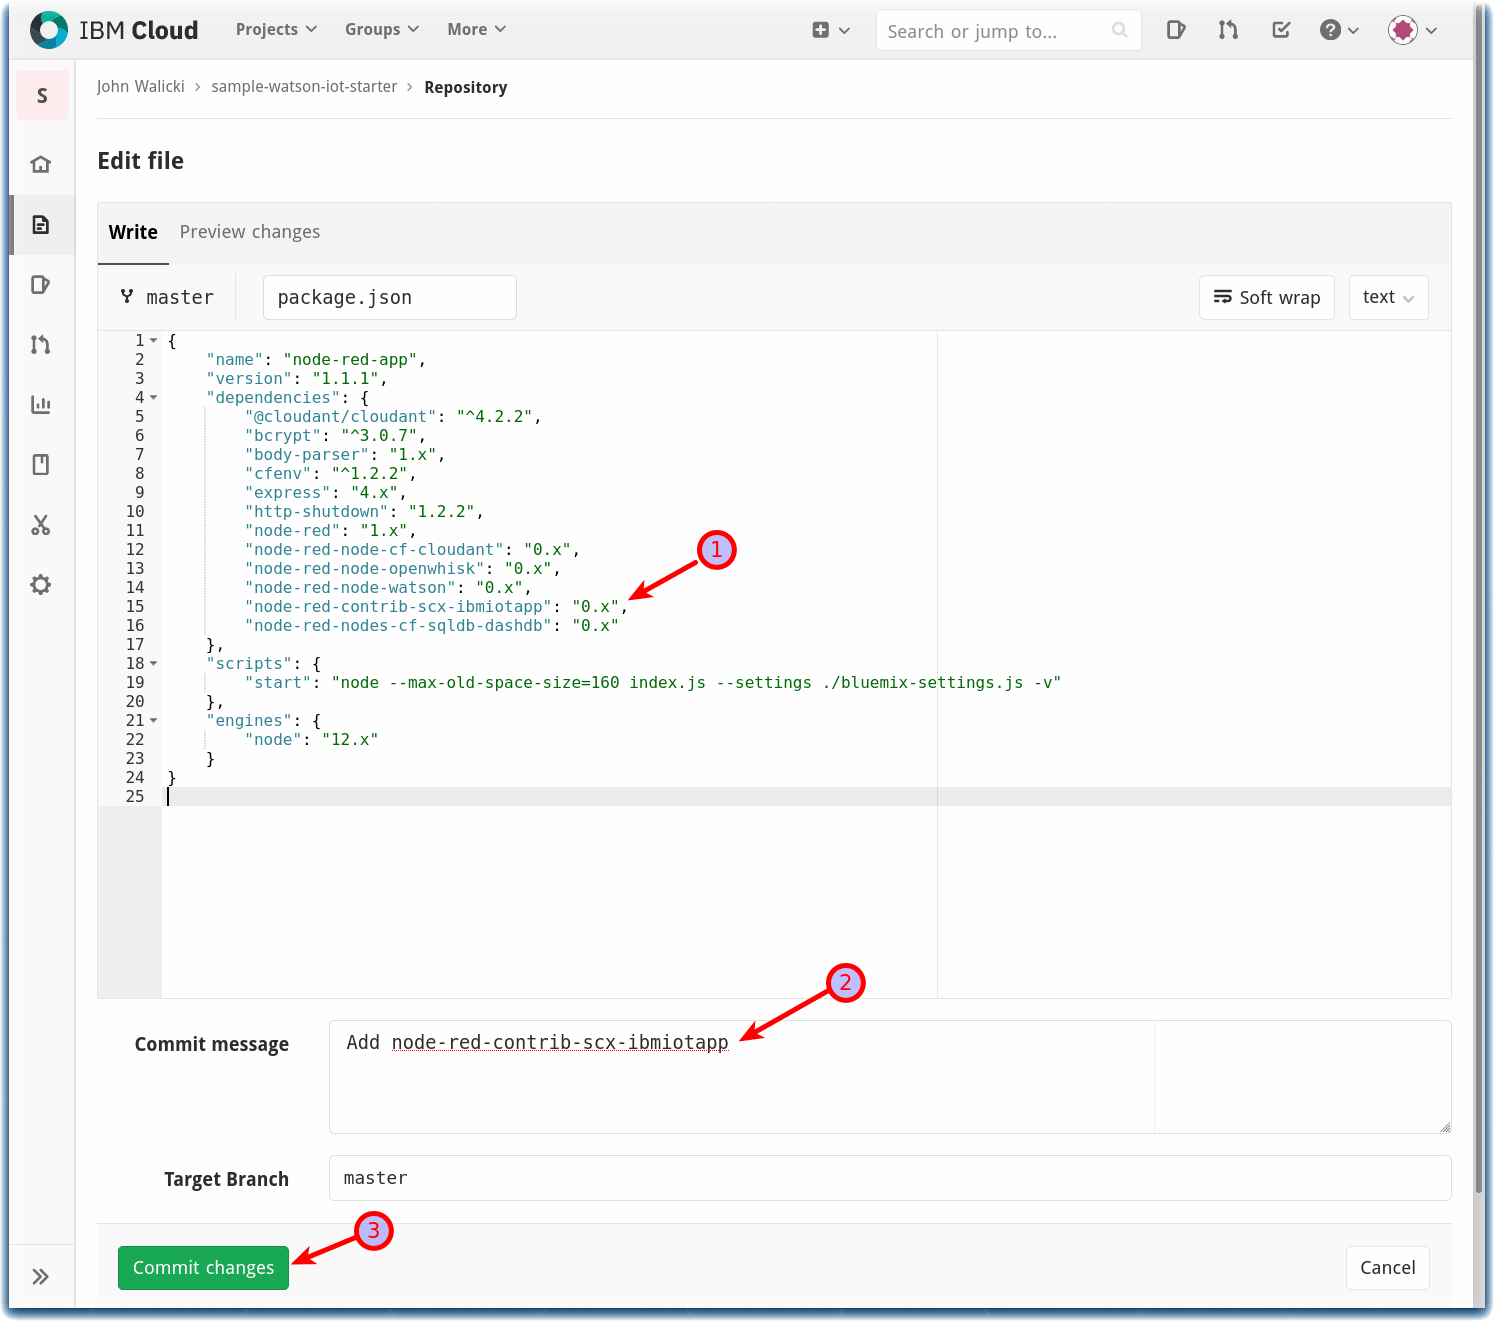 IBM Cloud Projects Groups More Search or jump to...
S
John Walicki > sample-watson-iot-starter > Repository
Edit file
Write Preview changes
master package.json Soft wrap text
1 {
2     "name": "node-red-app",
3     "version": "1.1.1",
4     "dependencies": {
5         "@cloudant/cloudant": "^4.2.2",
6         "bcrypt": "^3.0.7",
7         "body-parser": "1.x",
8         "cfenv": "^1.2.2",
9         "express": "4.x",
10         "http-shutdown": "1.2.2",
11         "node-red": "1.x",
12         "node-red-node-cf-cloudant": "0.x",
13         "node-red-node-openwhisk": "0.x",
14         "node-red-node-watson": "0.x",
15         "node-red-contrib-scx-ibmiotapp": "0.x",
16         "node-red-nodes-cf-sqldb-dashdb": "0.x"
17     },
18     "scripts": {
19         "start": "node --max-old-space-size=160 index.js --settings ./bluemix-settings.js -v"
20     },
21     "engines": {
22         "node": "12.x"
23     }
24 }
25
1
2
Commit message Add node-red-contrib-scx-ibmiotapp
Target Branch master
3
Commit changes Cancel